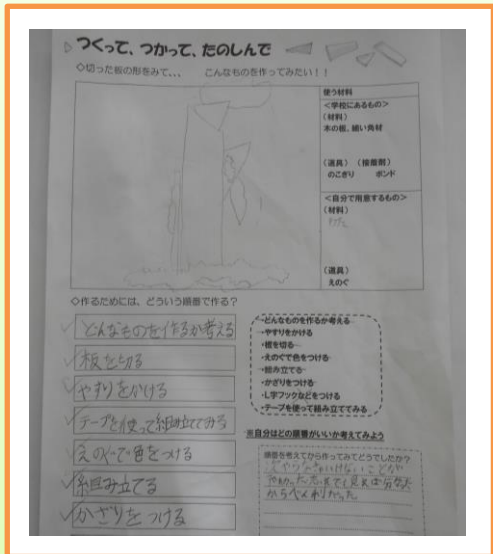 つくって、つかって、たのしんで
◇切った板の形をみて、、、 こんなものを作ってみたい！！
使う材料
<学校にあるもの>
(材料)
木の板、細い角材
(道具) (接着剤)
のこぎり ボンド
<自分で用意するもの>
(材料)
(道具)
えのぐ
◇作るためには、どういう順番で作る？
どんなものを作るか考える
板を切る
やすりをかける
テープを使って組み立てみる
えのぐで色をつける
組み立てる
かざりをつける
・どんなものを作るか考える
・やすりをかける
・板を切る
・えのぐで色をつける
・組み立てる
・かざりをつける
・L字フックなどをつける
・テープを使って組み立ててみる
※自分はどの順番がいいか考えてみよう
順番を考えてから作ってみてどうでしたか？
次やらなきゃいけないことが